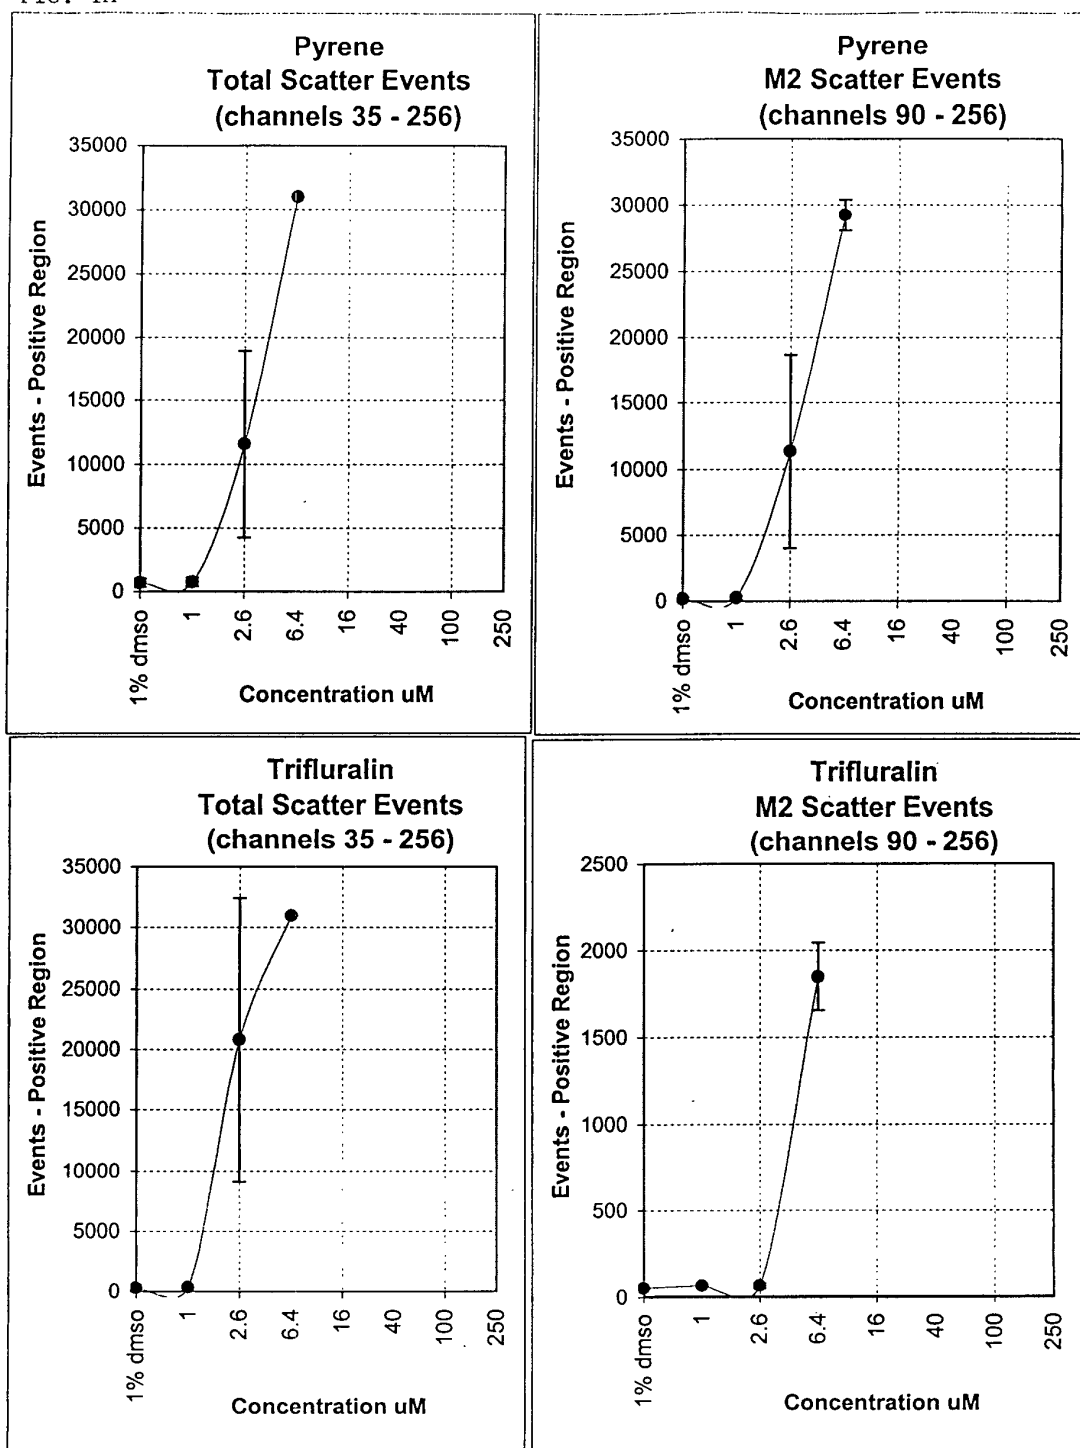 Pyrene
Total Scatter Events
(channels 35 - 256)
35000
30000
25000
20000
15000
10000
5000
0
Events - Positive Region
1% dmso
1
2.6
6.4
16
40
100
250
Concentration uM
Pyrene
M2 Scatter Events
(channels 90 - 256)
35000
30000
25000
20000
15000
10000
5000
0
Events - Positive Region
1% dmso
1
2.6
6.4
16
40
100
250
Concentration uM
Trifluralin
Total Scatter Events
(channels 35 - 256)
35000
30000
25000
20000
15000
10000
5000
0
Events - Positive Region
1% dmso
1
2.6
6.4
16
40
100
250
Concentration uM
Trifluralin
M2 Scatter Events
(channels 90 - 256)
2500
2000
1500
1000
500
0
Events - Positive Region
1% dmso
1
2.6
6.4
16
40
100
250
Concentration uM